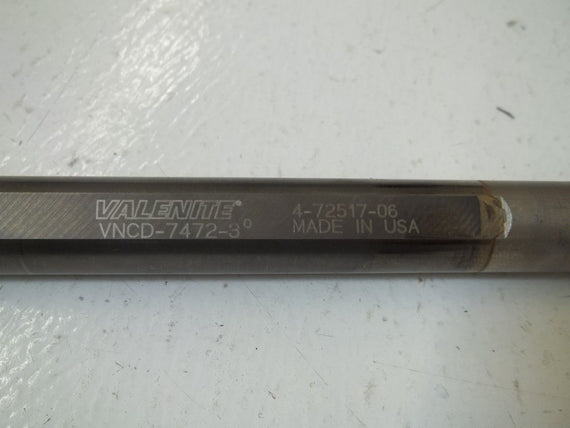 VALENITE® 4-72517-06
VNCD-7472-3° MADE IN USA